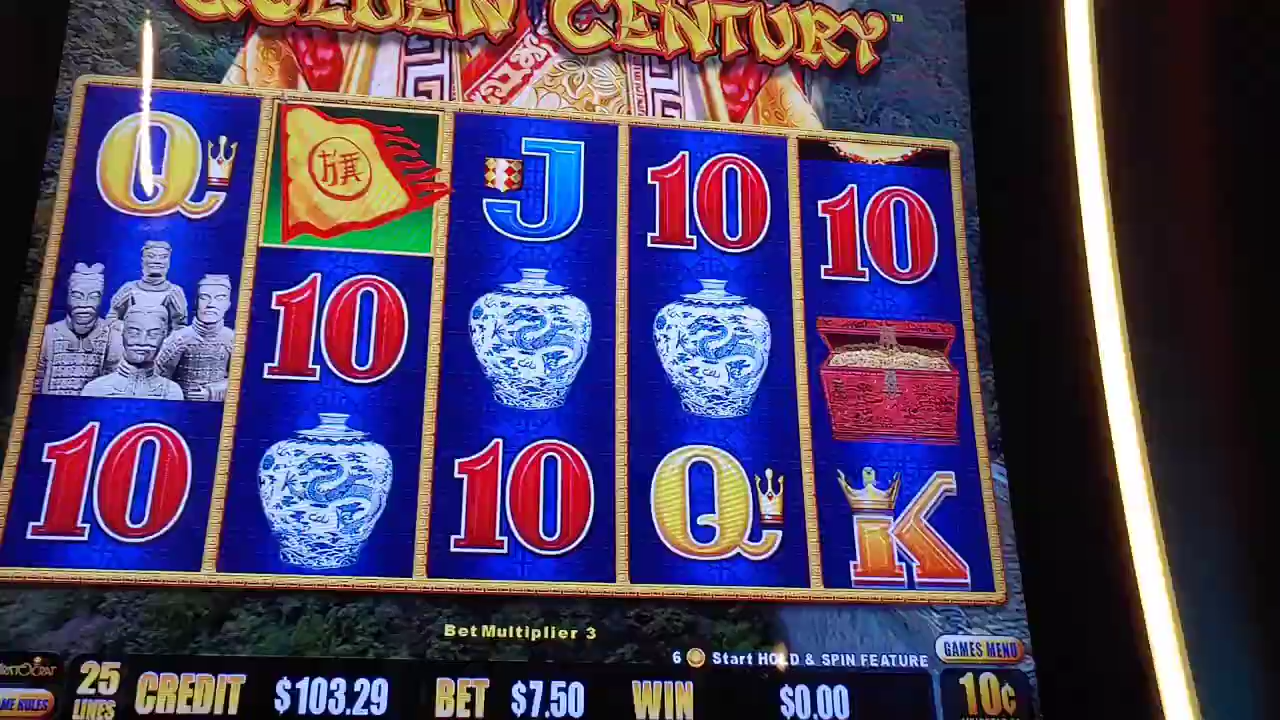 GOLDEN CENTURY™
Q
旗
J
10
10
10
10
10
Q
K
Bet Multiplier 3
6 Start HOLD & SPIN FEATURE
GAMES MENU
25
LINES
CREDIT $103.29
BET $7.50
WIN $0.00
10¢